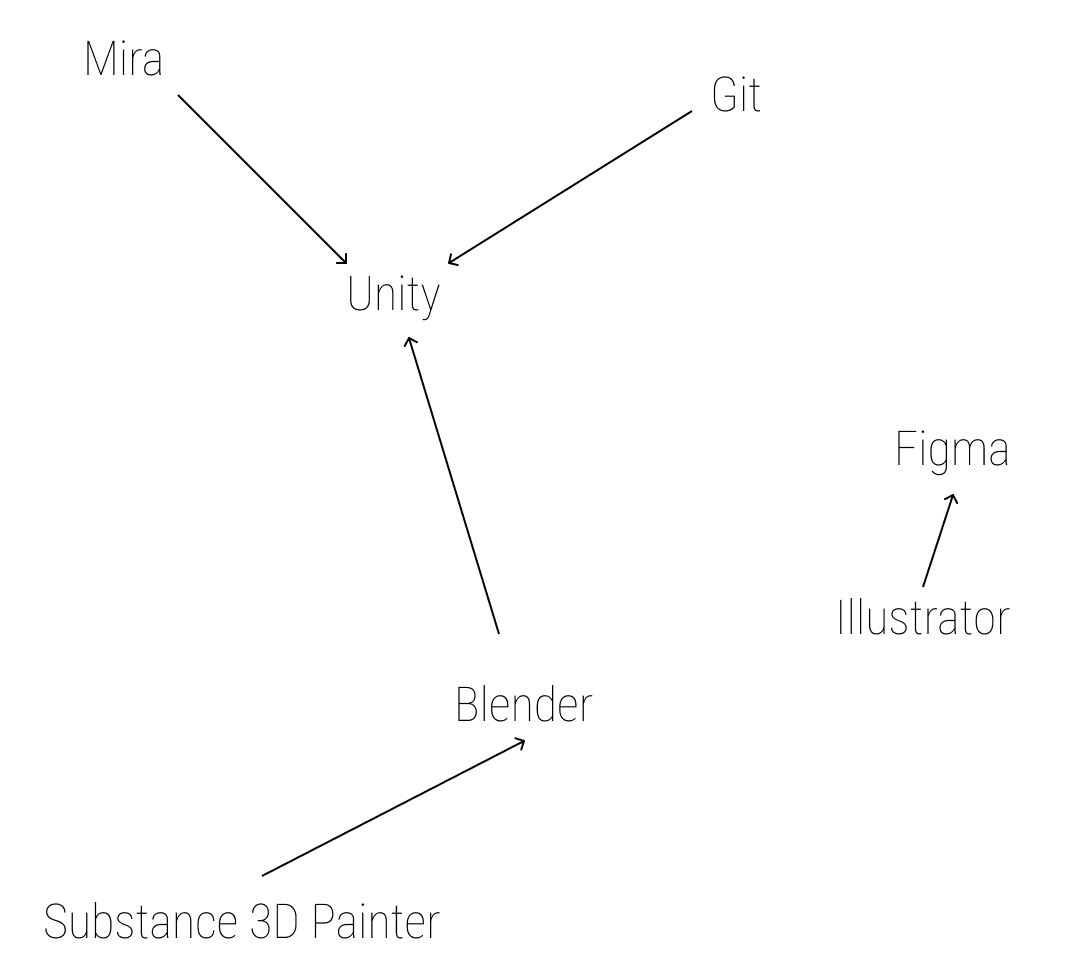 Mira
Git
Unity
Figma
Illustrator
Blender
Substance 3D Painter